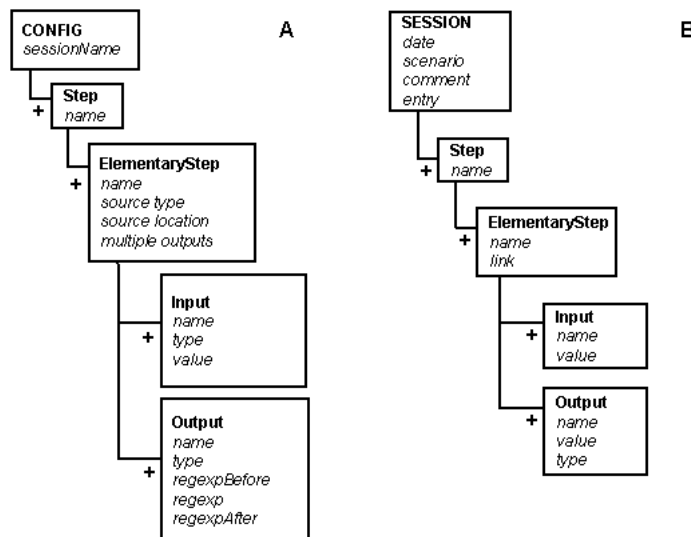 CONFIG
sessionName
A
+
Step
name
+
ElementaryStep
name
source type
source location
multiple outputs
+
Input
name
type
value
+
Output
name
type
regexpBefore
regexp
regexpAfter
SESSION
date
scenario
comment
entry
+
Step
name
+
ElementaryStep
name
link
+
Input
name
value
+
Output
name
value
type